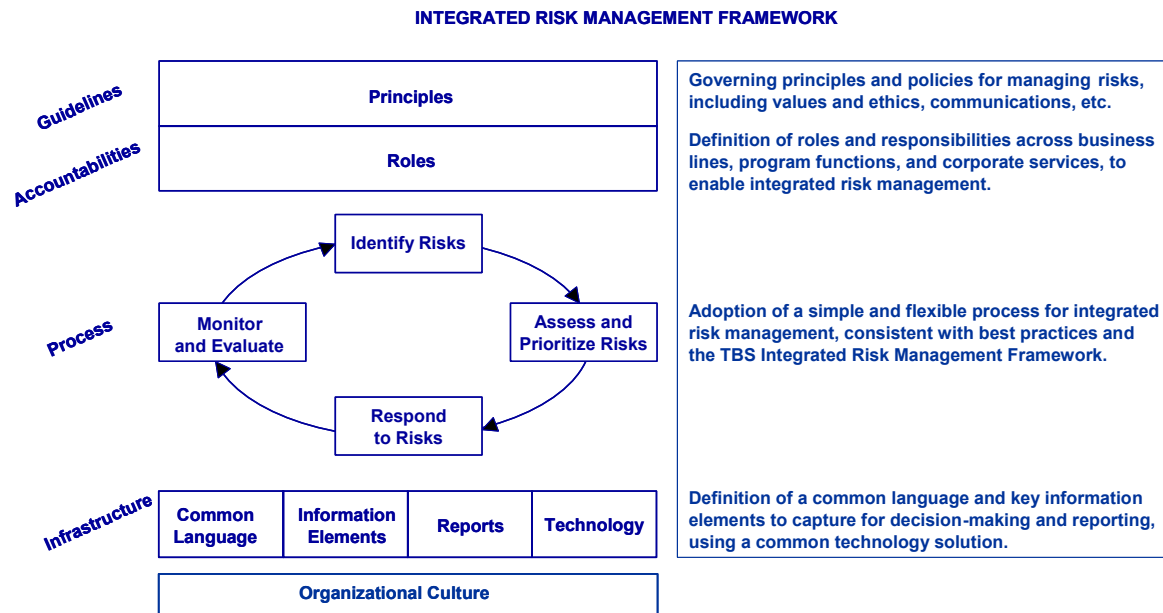 INTEGRATED RISK MANAGEMENT FRAMEWORK
Guidelines
Principles
Governing principles and policies for managing risks,
including values and ethics, communications, etc.
Accountabilities
Roles
Definition of roles and responsibilities across business
lines, program functions, and corporate services, to
enable integrated risk management.
Process
Identify Risks
Monitor
and Evaluate
Assess and
Prioritize Risks
Respond
to Risks
Adoption of a simple and flexible process for integrated
risk management, consistent with best practices and
the TBS Integrated Risk Management Framework.
Infrastructure
Common
Language
Information
Elements
Reports
Technology
Definition of a common language and key information
elements to capture for decision-making and reporting,
using a common technology solution.
Organizational Culture